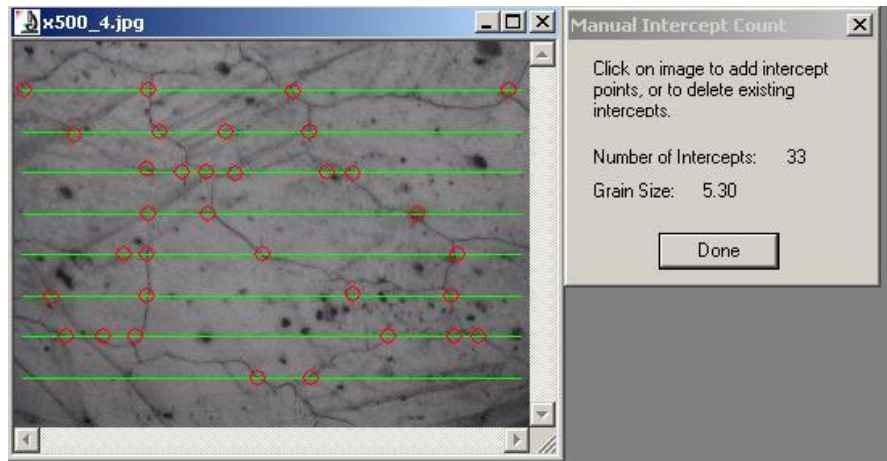 x500_4.jpg
Manual Intercept Count
Click on image to add intercept
points, or to delete existing
intercepts.
Number of Intercepts: 33
Grain Size: 5.30
Done